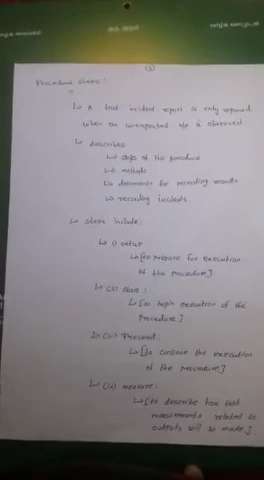 Procedure steps:
↳ A test incident report is only required
when an unexpected o/p is observed
↳ describes
↳ steps of the procedure
↳ methods
↳ documents for recording results
↳ recording incidents
↳ steps include:
↳ i) setup
↳ [to prepare for execution
of the procedure]
↳ (ii) start:
↳ [to begin execution of the
procedure]
↳ (iii) Proceed:
↳ [To continue the execution
of the procedure]
↳ (iv) measure:
↳ [to describe how test
measurements related to
outputs will be made]